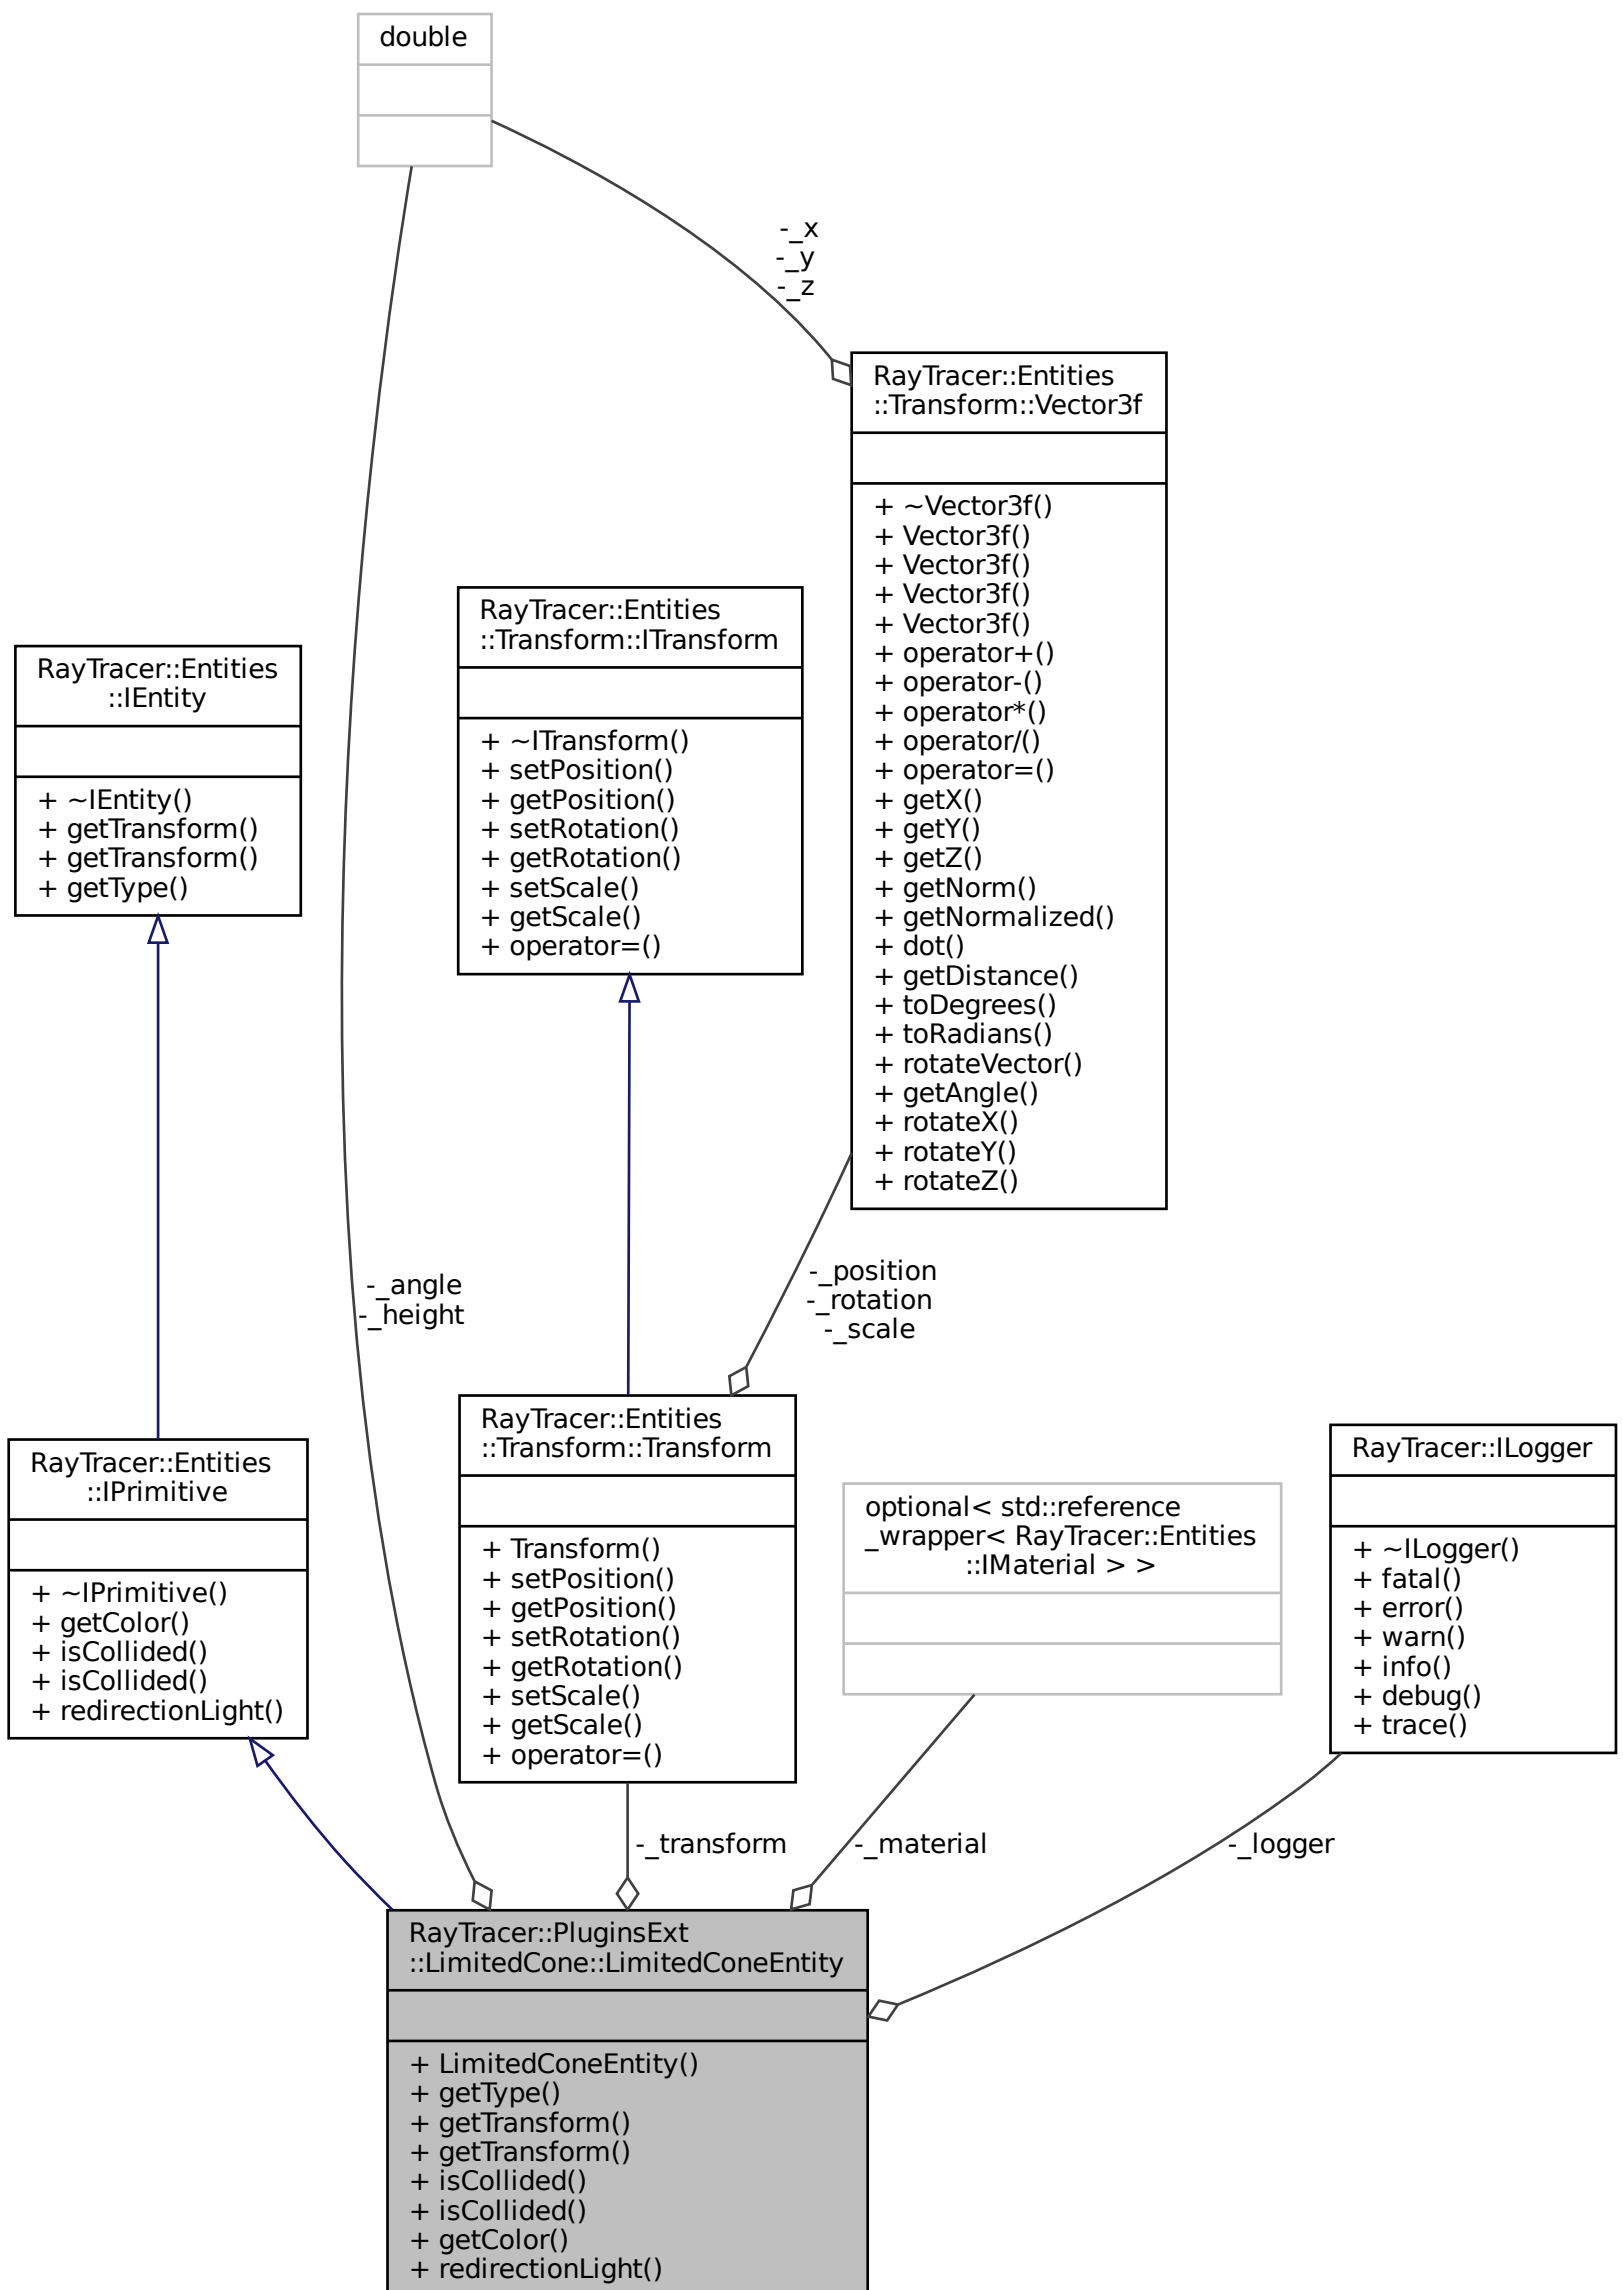 double
-_x
-_y
-_z
RayTracer::Entities
::Transform::Vector3f
+ ~Vector3f()
+ Vector3f()
+ Vector3f()
+ Vector3f()
+ Vector3f()
+ operator+()
+ operator-()
+ operator*()
+ operator/()
+ operator=()
+ getX()
+ getY()
+ getZ()
+ getNorm()
+ getNormalized()
+ dot()
+ getDistance()
+ toDegrees()
+ toRadians()
+ rotateVector()
+ getAngle()
+ rotateX()
+ rotateY()
+ rotateZ()
RayTracer::Entities
::Transform::ITransform
+ ~ITransform()
+ setPosition()
+ getPosition()
+ setRotation()
+ getRotation()
+ setScale()
+ getScale()
+ operator=()
RayTracer::Entities
::IEntity
+ ~IEntity()
+ getTransform()
+ getTransform()
+ getType()
-_angle
-_height
-_position
-_rotation
-_scale
RayTracer::Entities
::IPrimitive
+ ~IPrimitive()
+ getColor()
+ isCollided()
+ isCollided()
+ redirectionLight()
RayTracer::Entities
::Transform::Transform
+ Transform()
+ setPosition()
+ getPosition()
+ setRotation()
+ getRotation()
+ setScale()
+ getScale()
+ operator=()
optional< std::reference
_wrapper< RayTracer::Entities
::IMaterial > >
RayTracer::ILogger
+ ~ILogger()
+ fatal()
+ error()
+ warn()
+ info()
+ debug()
+ trace()
-_transform
-_material
-_logger
RayTracer::PluginsExt
::LimitedCone::LimitedConeEntity
+ LimitedConeEntity()
+ getType()
+ getTransform()
+ getTransform()
+ isCollided()
+ isCollided()
+ getColor()
+ redirectionLight()